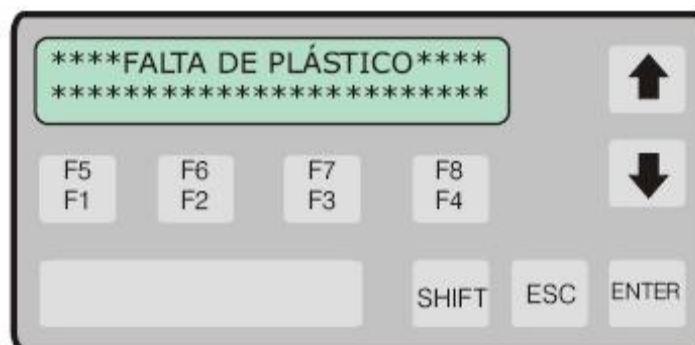 ****FALTA DE PLÁSTICO****
************************
F5 F6 F7 F8
F1 F2 F3 F4
SHIFT ESC ENTER